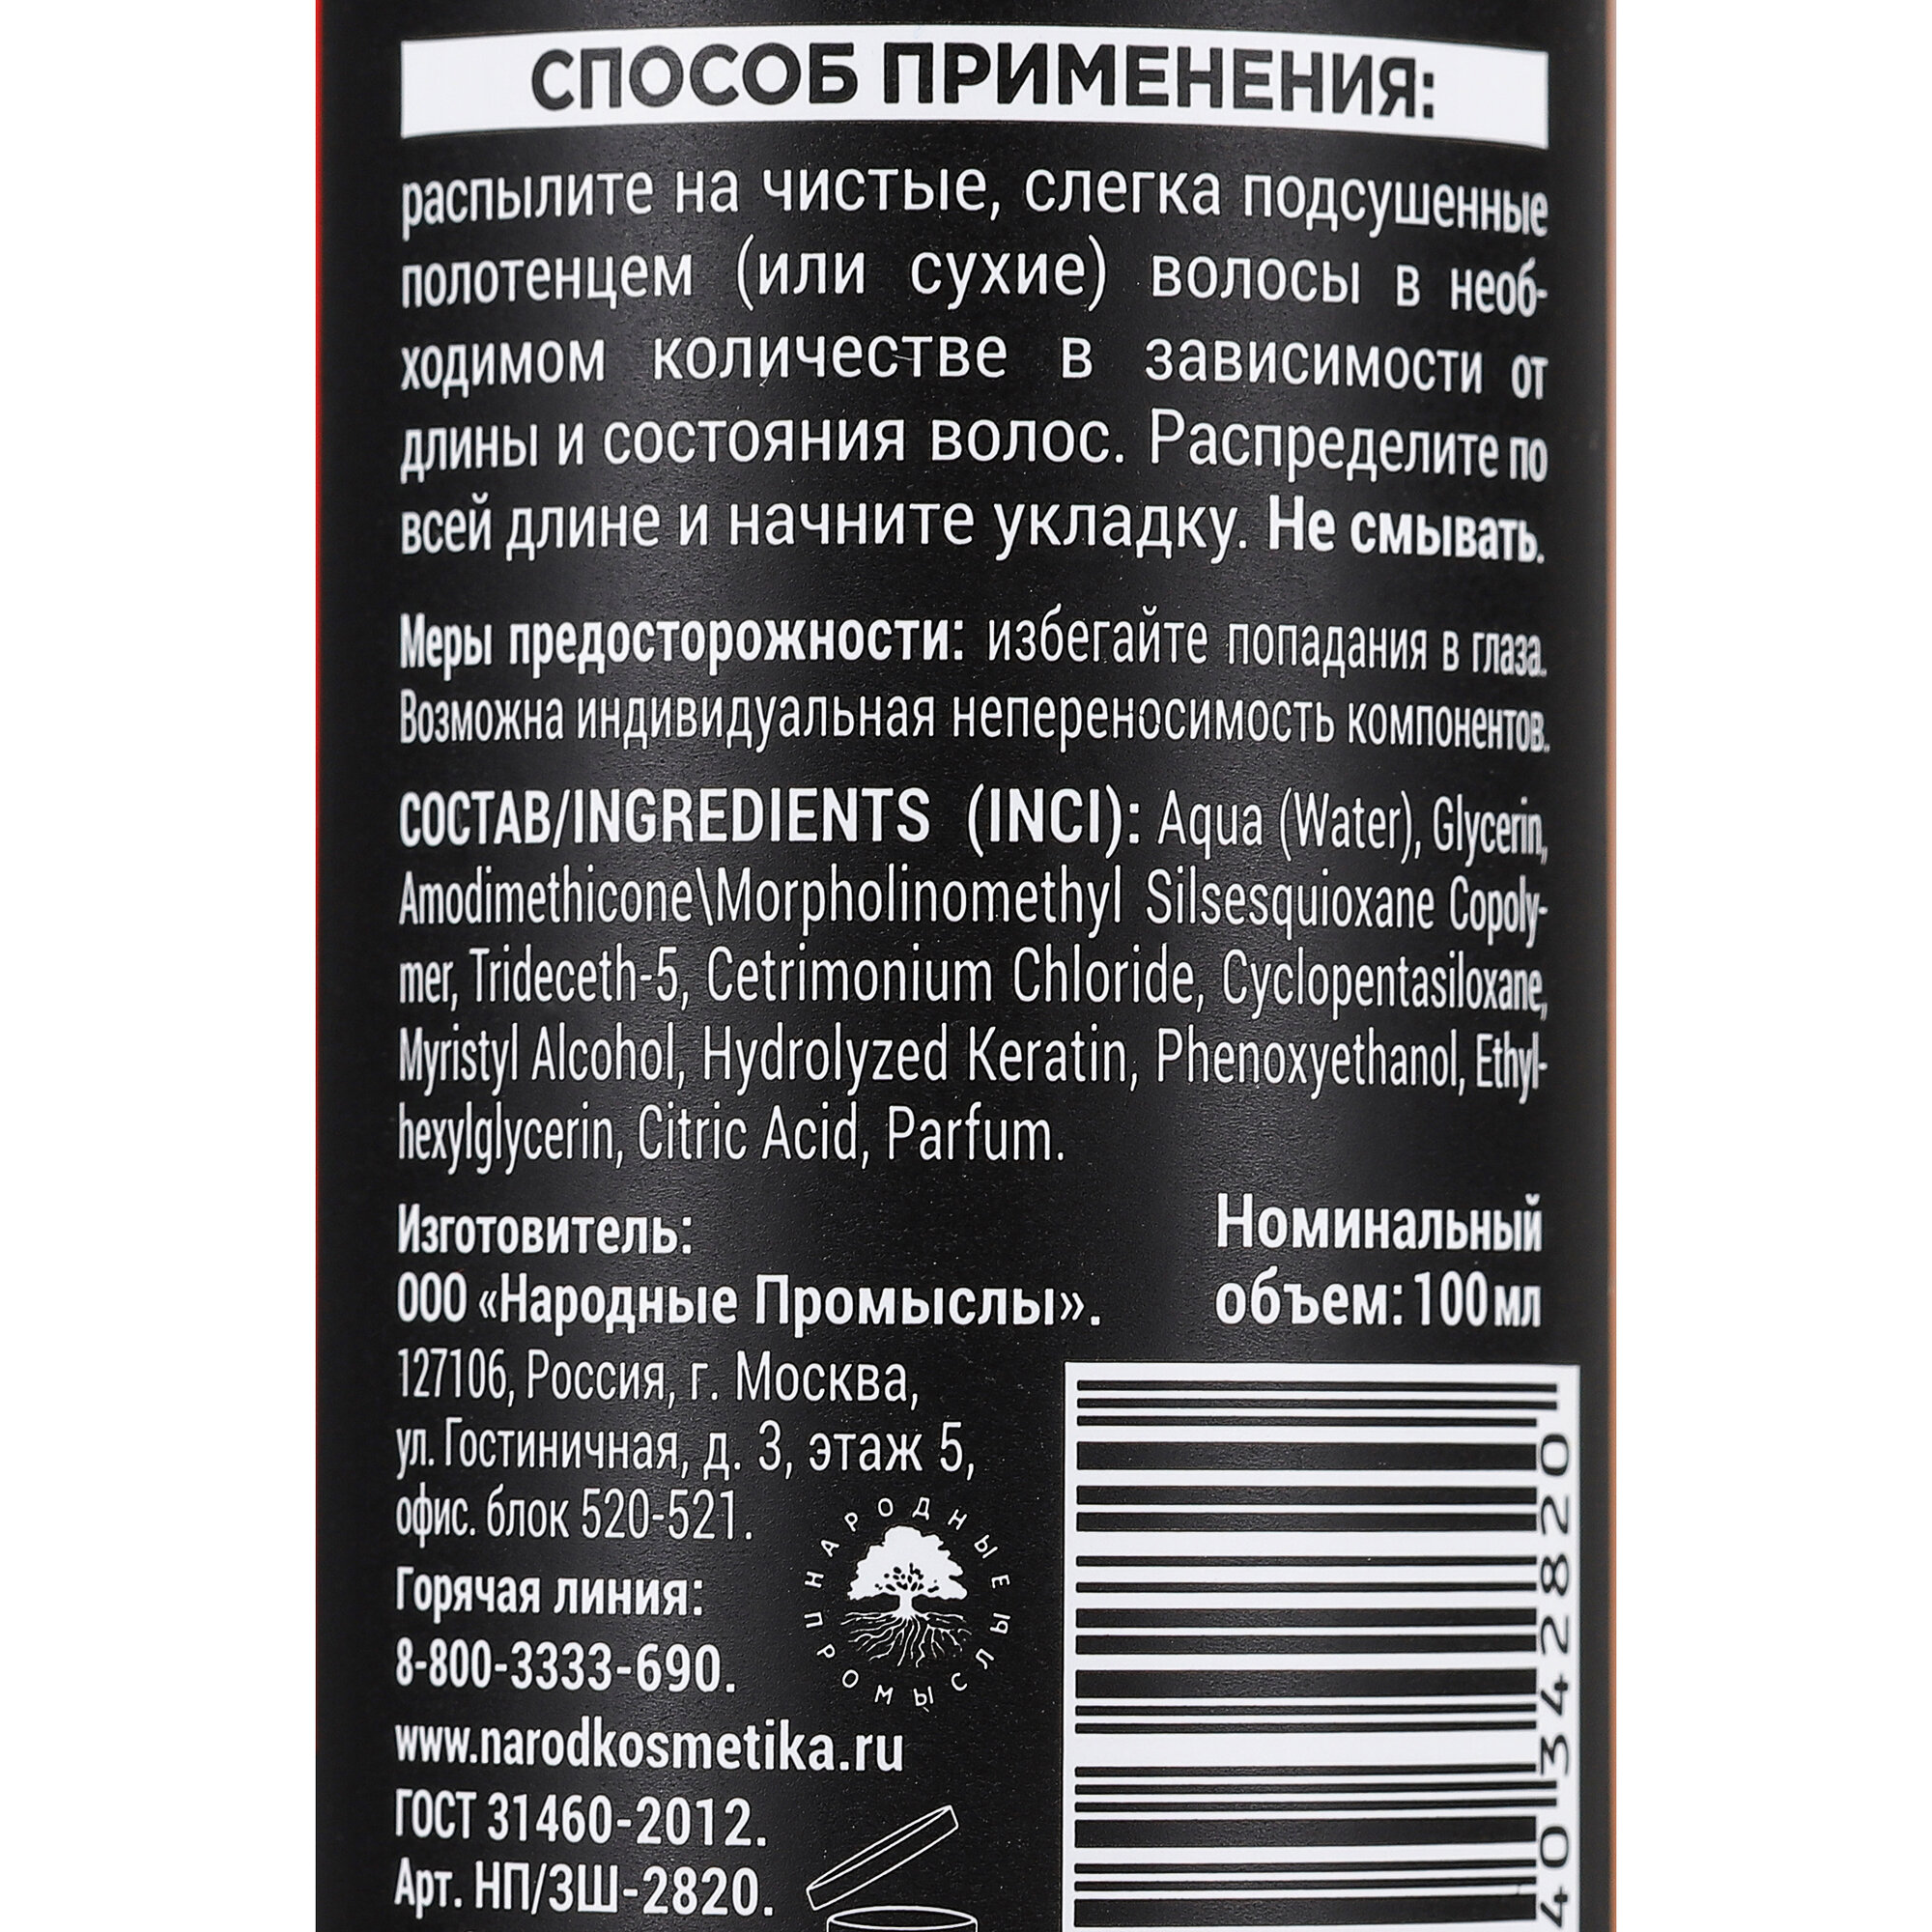 СПОСОБ ПРИМЕНЕНИЯ:
распылите на чистые, слегка подсушенные
полотенцем (или сухие) волосы в необ-
ходимом количестве в зависимости от
длины и состояния волос. Распределите по
всей длине и начните укладку. Не смывать.
Меры предосторожности: избегайте попадания в глаза.
Возможна индивидуальная непереносимость компонентов.
СОСТАВ/INGREDIENTS (INCI): Aqua (Water), Glycerin,
Amodimethicone\Morpholinomethyl Silsesquioxane Copoly-
mer, Trideceth-5, Cetrimonium Chloride, Cyclopentasiloxane,
Myristyl Alcohol, Hydrolyzed Keratin, Phenoxyethanol, Ethyl-
hexylglycerin, Citric Acid, Parfum.
Изготовитель:
ООО «Народные Промыслы».
Номинальный
объем: 100 мл
127106, Россия, г. Москва,
ул. Гостиничная, д. 3, этаж 5,
офис. блок 520-521.
НАРОДНЫЕ ПРОМЫСЛЫ
Горячая линия:
8-800-3333-690.
www.narodkosmetika.ru
ГОСТ 31460-2012.
Арт. НП/ЗШ-2820.
40 342820